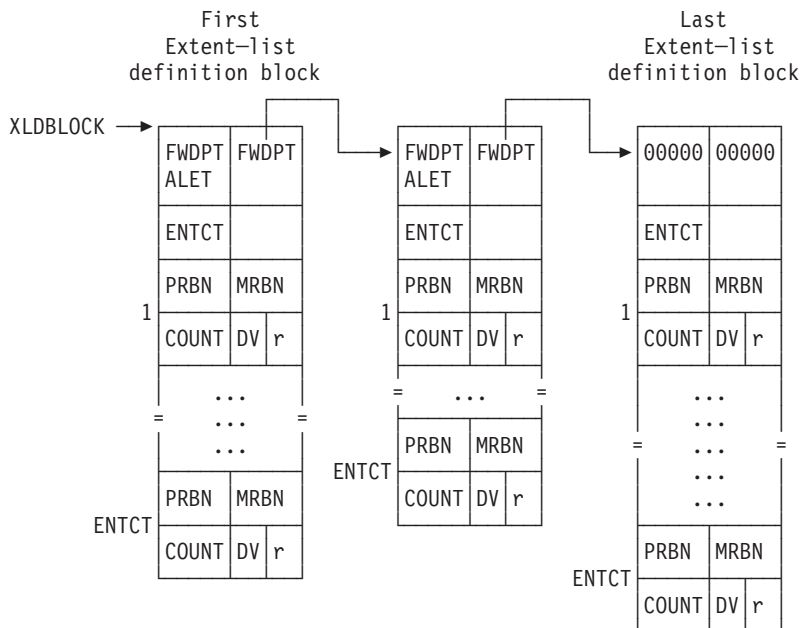 First
Extent—list
definition block
Last
Extent—list
definition block
XLDBLOCK
FWDPT FWDPT
ALET
FWDPT FWDPT
ALET
00000 00000
ENTCT
ENTCT
ENTCT
PRBN MRBN
PRBN MRBN
PRBN MRBN
1
1
1
COUNT DV r
COUNT DV r
COUNT DV r
...
...
...
= =
= ... =
...
...
= ... =
...
...
PRBN MRBN
ENTCT
COUNT DV r
PRBN MRBN
ENTCT
COUNT DV r
PRBN MRBN
ENTCT
COUNT DV r